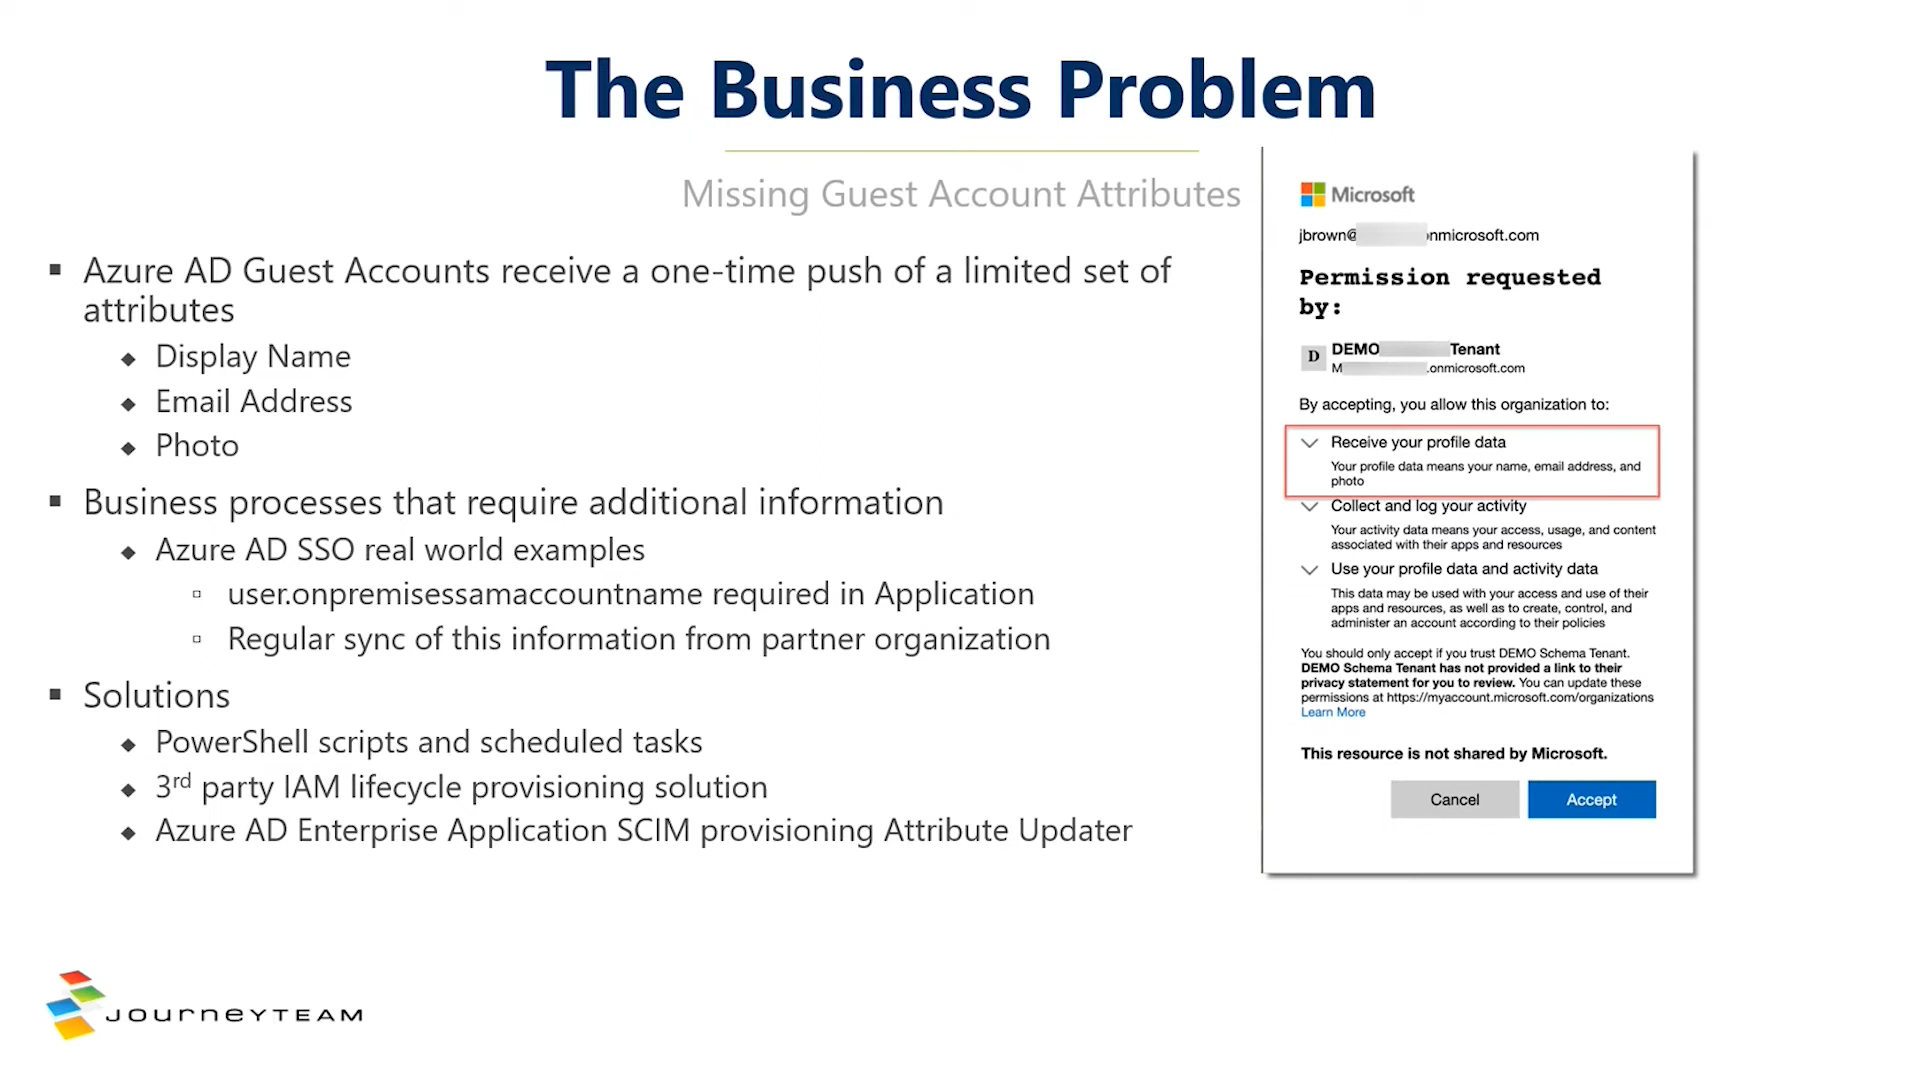 The Business Problem
Missing Guest Account Attributes
▪ Azure AD Guest Accounts receive a one-time push of a limited set of
attributes
◆ Display Name
◆ Email Address
◆ Photo
▪ Business processes that require additional information
◆ Azure AD SSO real world examples
▫ user.onpremisessamaccountname required in Application
▫ Regular sync of this information from partner organization
▪ Solutions
◆ PowerShell scripts and scheduled tasks
◆ 3rd party IAM lifecycle provisioning solution
◆ Azure AD Enterprise Application SCIM provisioning Attribute Updater
Microsoft
jbrown@ nmicrosoft.com
Permission requested
by:
D
DEMO Tenant
M .onmicrosoft.com
By accepting, you allow this organization to:
Receive your profile data
Your profile data means your name, email address, and
photo
Collect and log your activity
Your activity data means your access, usage, and content
associated with their apps and resources
Use your profile data and activity data
This data may be used with your access and use of their
apps and resources, as well as to create, control, and
administer an account according to their policies
You should only accept if you trust DEMO Schema Tenant.
DEMO Schema Tenant has not provided a link to their
privacy statement for you to review. You can update these
permissions at https://myaccount.microsoft.com/organizations
Learn More
This resource is not shared by Microsoft.
Cancel Accept
JOURNEYTEAM